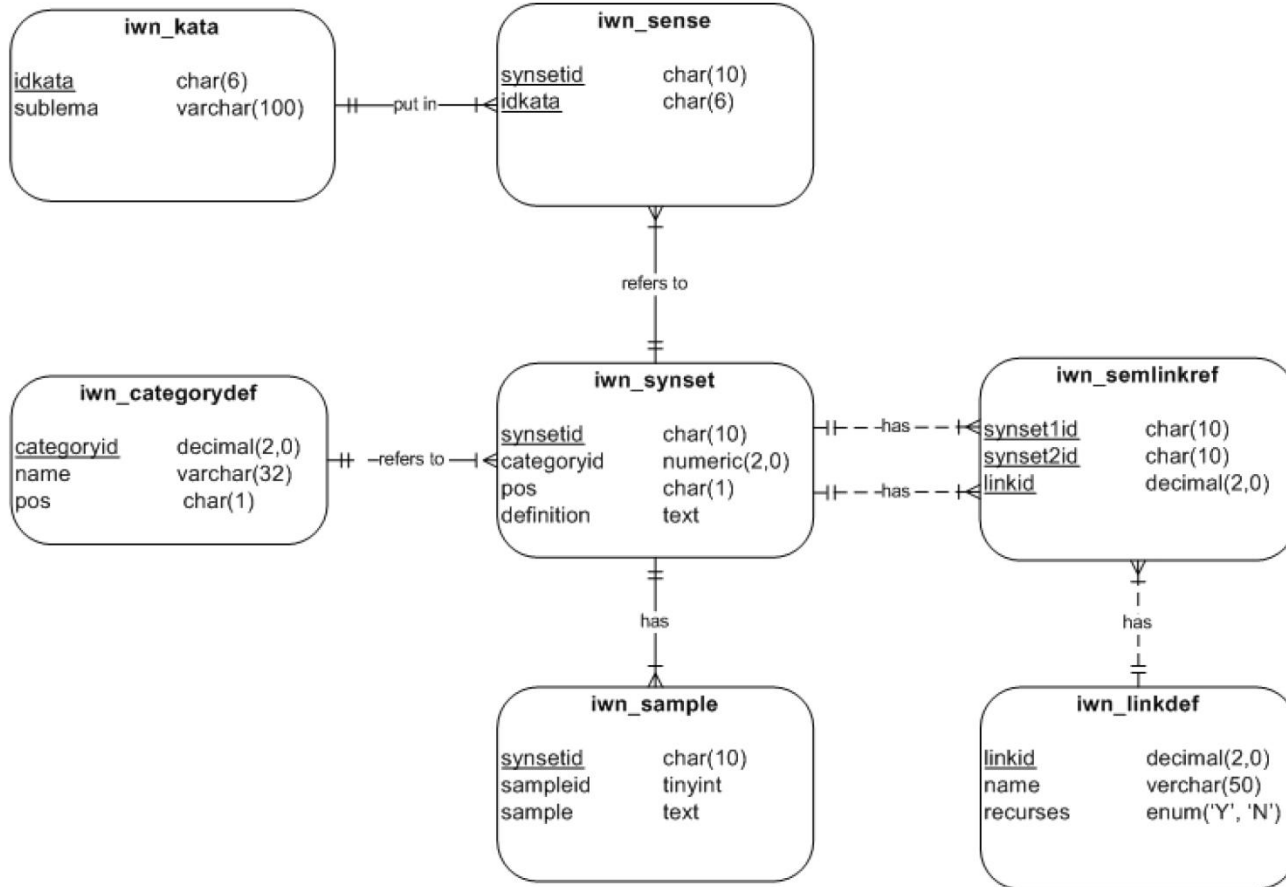 iwn_kata
idkata char(6)
sublema varchar(100)
put in
iwn_sense
synsetid char(10)
idkata char(6)
refers to
iwn_categorydef
categoryid decimal(2,0)
name varchar(32)
pos char(1)
refers to
iwn_synset
synsetid char(10)
categoryid numeric(2,0)
pos char(1)
definition text
has
has
iwn_semlinkref
synset1id char(10)
synset2id char(10)
linkid decimal(2,0)
has
has
iwn_sample
synsetid char(10)
sampleid tinyint
sample text
iwn_linkdef
linkid decimal(2,0)
name verchar(50)
recurses enum('Y', 'N')